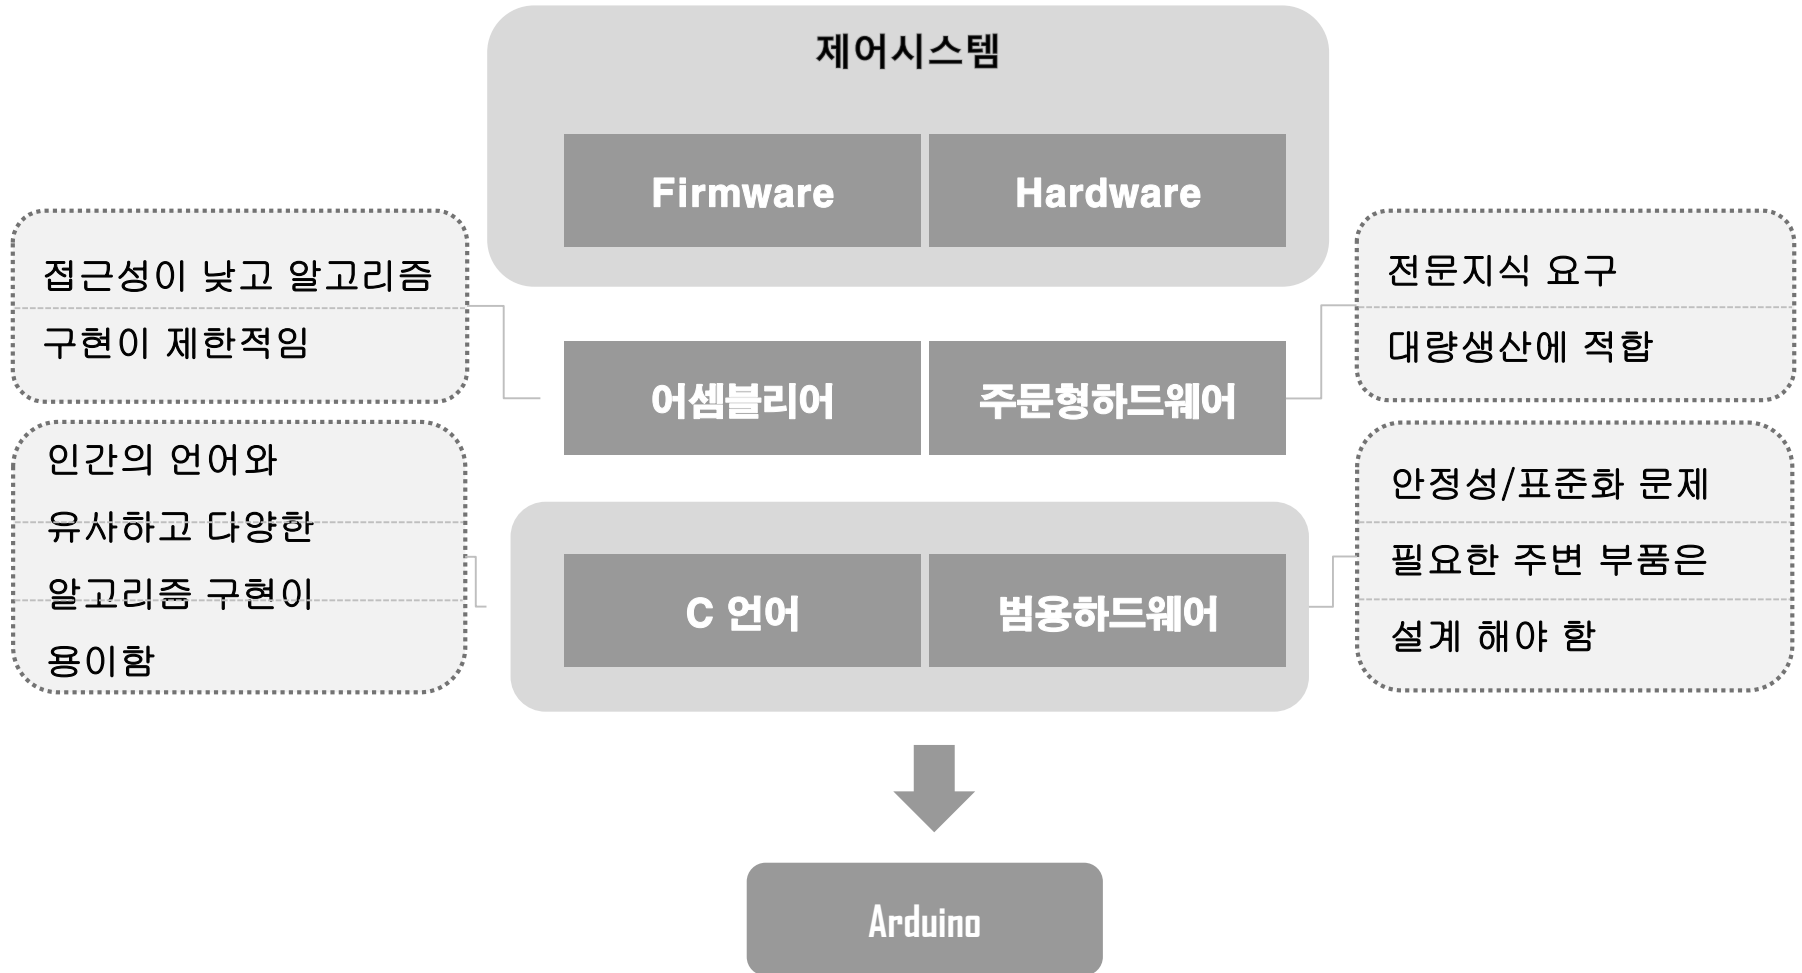 제어시스템
Firmware
Hardware
접근성이 낮고 알고리즘
구현이 제한적임
전문지식 요구
대량생산에 적합
어셈블리어
주문형하드웨어
인간의 언어와
유사하고 다양한
알고리즘 구현이
용이함
안정성/표준화 문제
필요한 주변 부품은
설계 해야 함
C 언어
범용하드웨어
Arduino